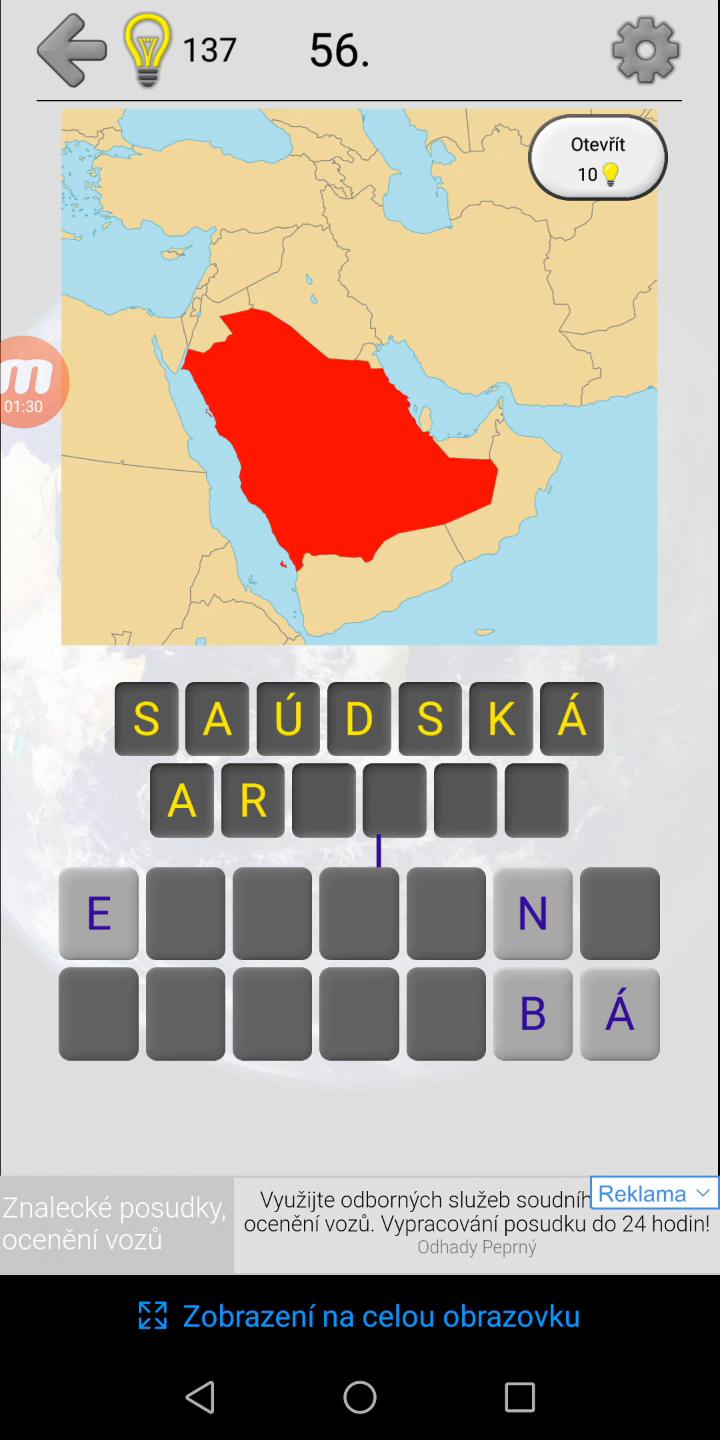 137 56.
Otevřít
10
m
01:30
S A Ú D S K Á
A R
I
E N
B Á
Znalecké posudky,
ocenění vozů
Využijte odborných služeb soudníh
Reklama
ocenění vozů. Vypracování posudku do 24 hodin!
Odhady Peprný
Zobrazení na celou obrazovku